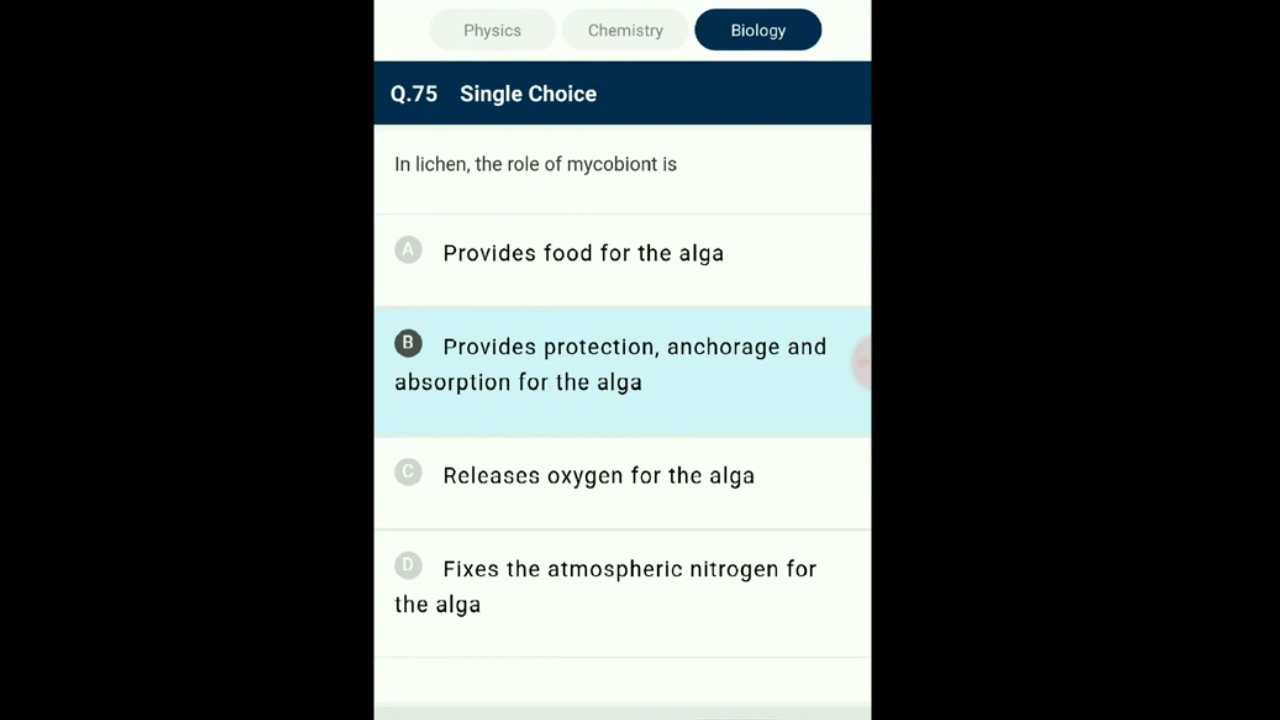 Physics Chemistry Biology
Q.75 Single Choice
In lichen, the role of mycobiont is
A Provides food for the alga
B Provides protection, anchorage and
absorption for the alga
C Releases oxygen for the alga
D Fixes the atmospheric nitrogen for
the alga